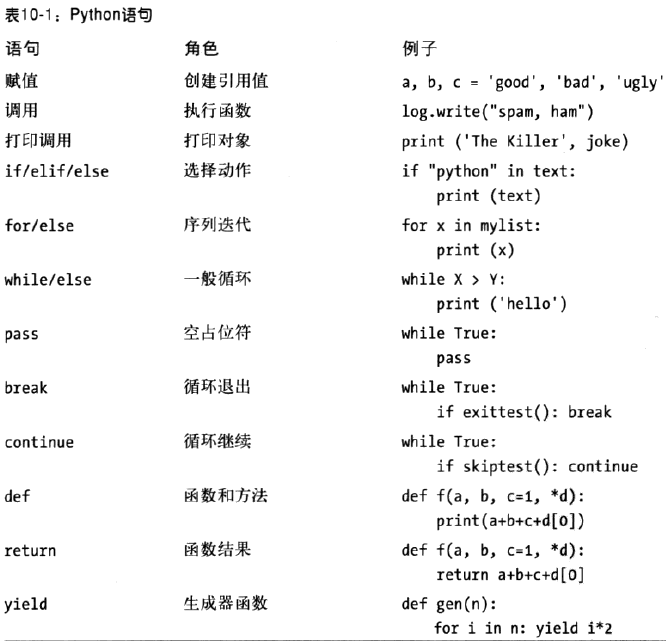 表10-1：Python语句
语句 角色 例子
赋值 创建引用值 a, b, c = 'good', 'bad', 'ugly'
调用 执行函数 log.write("spam, ham")
打印调用 打印对象 print ('The Killer', joke)
if/elif/else 选择动作 if "python" in text:
print (text)
for/else 序列迭代 for x in mylist:
print (x)
while/else 一般循环 while X > Y:
print ('hello')
pass 空占位符 while True:
pass
break 循环退出 while True:
if exittest(): break
continue 循环继续 while True:
if skiptest(): continue
def 函数和方法 def f(a, b, c=1, *d):
print(a+b+c+d[0])
return 函数结果 def f(a, b, c=1, *d):
return a+b+c+d[0]
yield 生成器函数 def gen(n):
for i in n: yield i*2